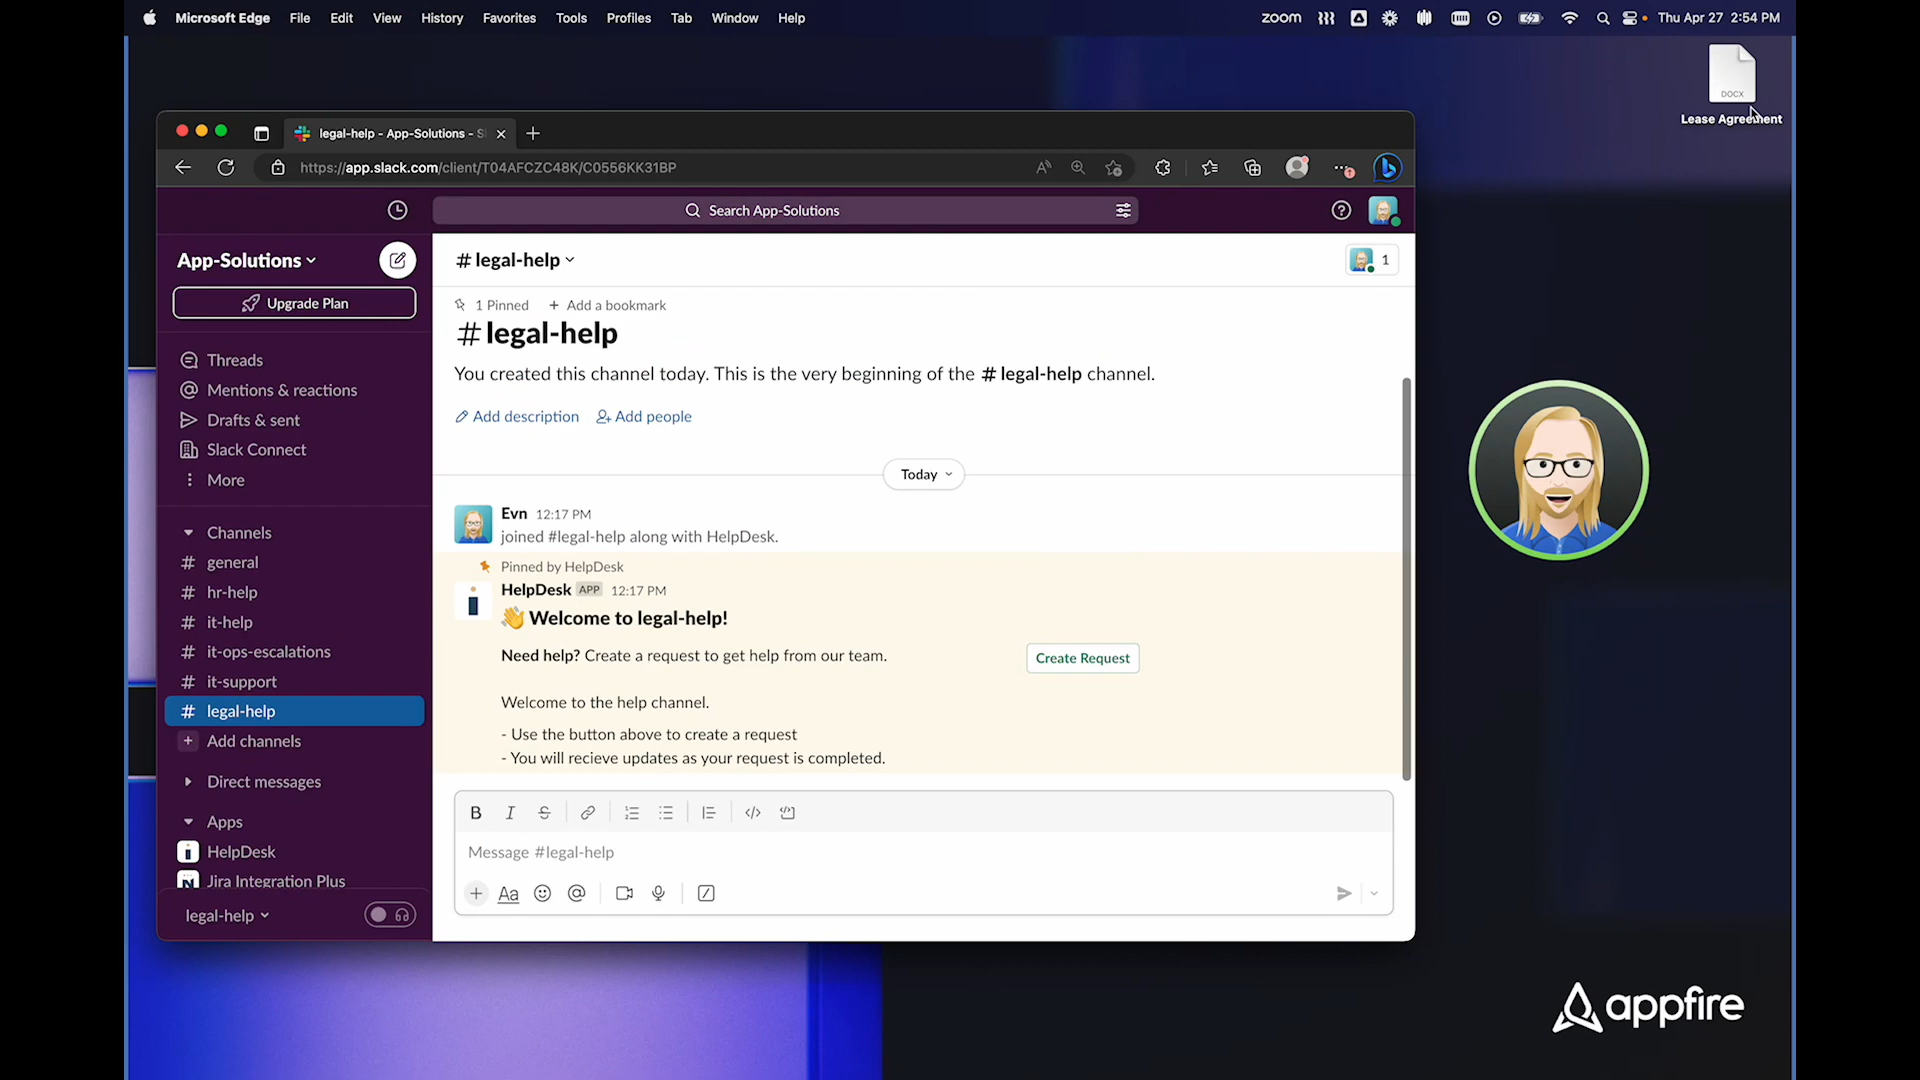 Microsoft Edge File Edit View History Favorites Tools Profiles Tab Window Help
zoom Thu Apr 27 2:54 PM
DOCX
Lease Agreement
legal-help - App-Solutions - S
https://app.slack.com/client/T04AFCZC48K/C0556KK31BP
Search App-Solutions
App-Solutions
Upgrade Plan
Threads
Mentions & reactions
Drafts & sent
Slack Connect
More
Channels
# general
# hr-help
# it-help
# it-ops-escalations
# it-support
# legal-help
+ Add channels
Direct messages
Apps
HelpDesk
Jira Integration Plus
legal-help
# legal-help
1
1 Pinned + Add a bookmark
# legal-help
You created this channel today. This is the very beginning of the # legal-help channel.
Add description Add people
Today
Evn 12:17 PM
joined #legal-help along with HelpDesk.
Pinned by HelpDesk
HelpDesk APP 12:17 PM
👋 Welcome to legal-help!
Need help? Create a request to get help from our team.
Create Request
Welcome to the help channel.
- Use the button above to create a request
- You will recieve updates as your request is completed.
B I S
Message #legal-help
+ Aa
appfire